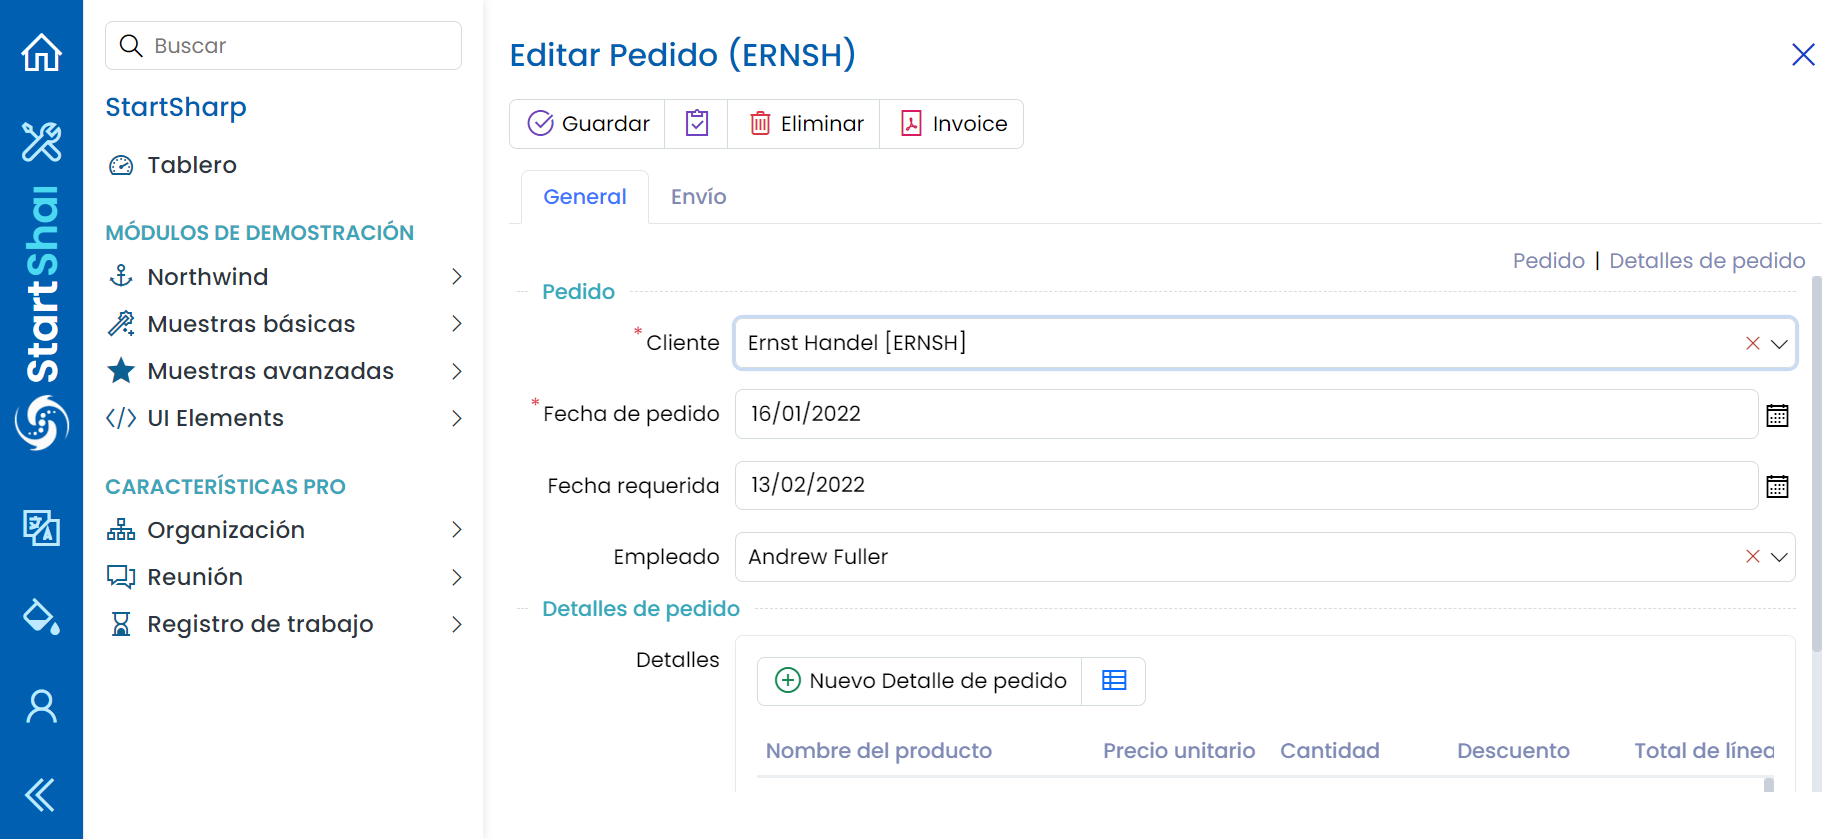 StartShar
Buscar
StartSharp
Tablero
MÓDULOS DE DEMOSTRACIÓN
Northwind
Muestras básicas
Muestras avanzadas
UI Elements
CARACTERÍSTICAS PRO
Organización
Reunión
Registro de trabajo
Editar Pedido (ERNSH)
Guardar
Eliminar
Invoice
General
Envío
Pedido | Detalles de pedido
Pedido
* Cliente
Ernst Handel [ERNSH]
* Fecha de pedido
16/01/2022
Fecha requerida
13/02/2022
Empleado
Andrew Fuller
Detalles de pedido
Detalles
Nuevo Detalle de pedido
Nombre del producto Precio unitario Cantidad Descuento Total de línea